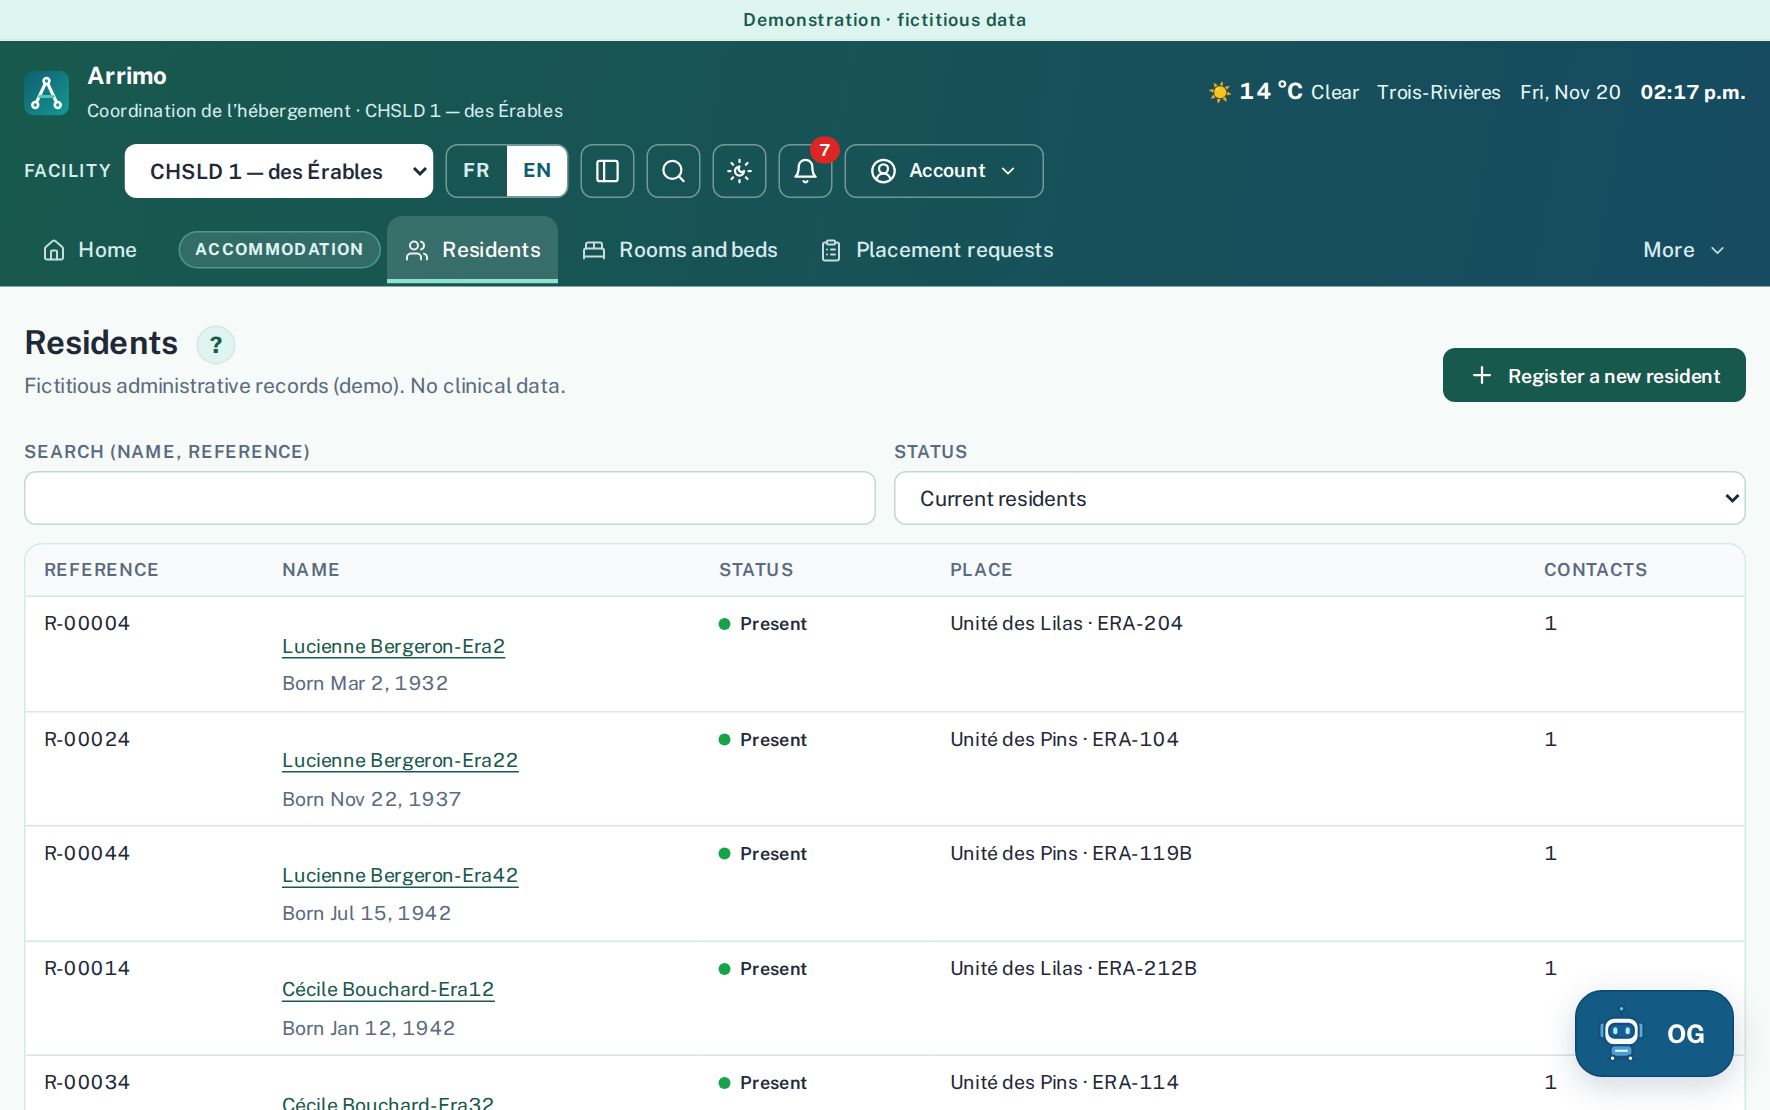 Demonstration · fictitious data
Arrimo
Coordination de l'hébergement · CHSLD 1 — des Érables
14 °C Clear Trois-Rivières Fri, Nov 20 02:17 p.m.
FACILITY CHSLD 1 — des Érables FR EN 7 Account
Home ACCOMMODATION Residents Rooms and beds Placement requests More
Residents ?
Fictitious administrative records (demo). No clinical data.
+ Register a new resident
SEARCH (NAME, REFERENCE) STATUS
Current residents
REFERENCE NAME STATUS PLACE CONTACTS
R-00004 Present Unité des Lilas · ERA-204 1
Lucienne Bergeron-Era2
Born Mar 2, 1932
R-00024 Present Unité des Pins · ERA-104 1
Lucienne Bergeron-Era22
Born Nov 22, 1937
R-00044 Present Unité des Pins · ERA-119B 1
Lucienne Bergeron-Era42
Born Jul 15, 1942
R-00014 Present Unité des Lilas · ERA-212B 1
Cécile Bouchard-Era12
Born Jan 12, 1942
OG
R-00034 Present Unité des Pins · ERA-114 1
Cécile Bouchard-Era32